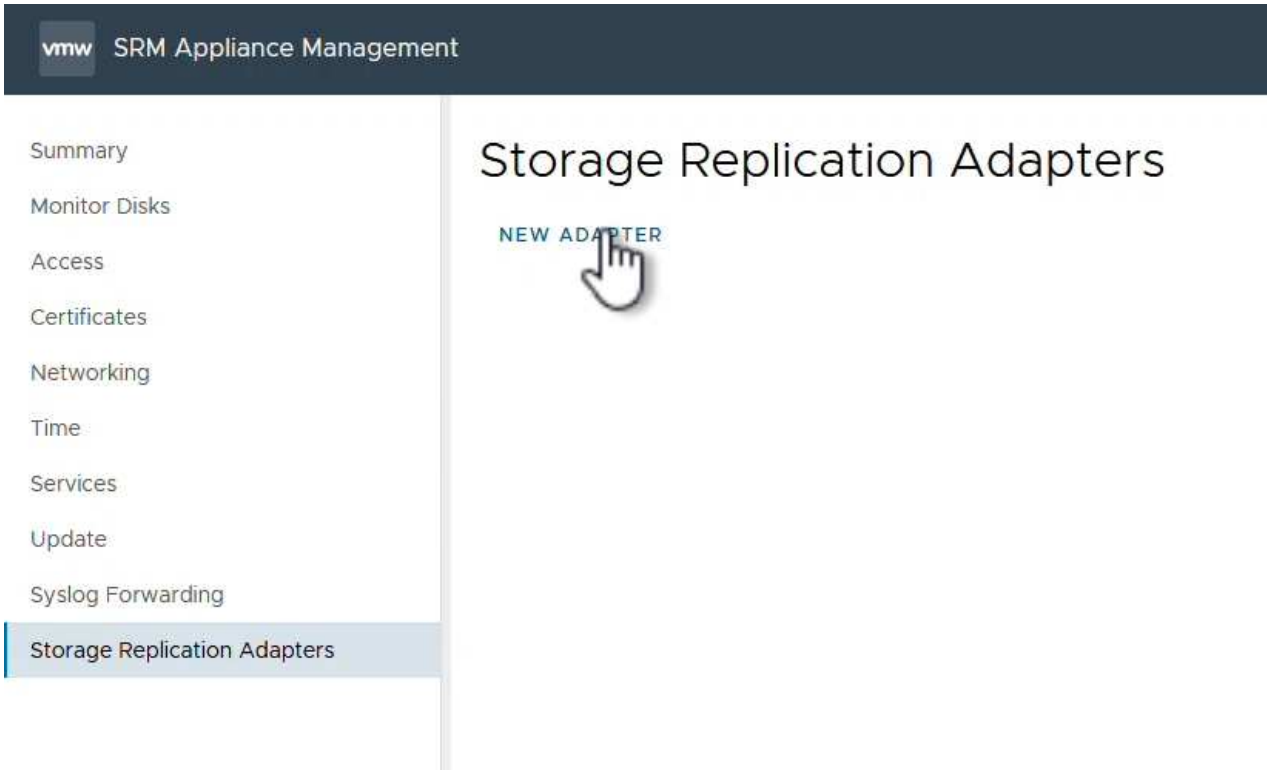 vmw SRM Appliance Management
Summary
Monitor Disks
Access
Certificates
Networking
Time
Services
Update
Syslog Forwarding
Storage Replication Adapters
Storage Replication Adapters
NEW ADAPTER